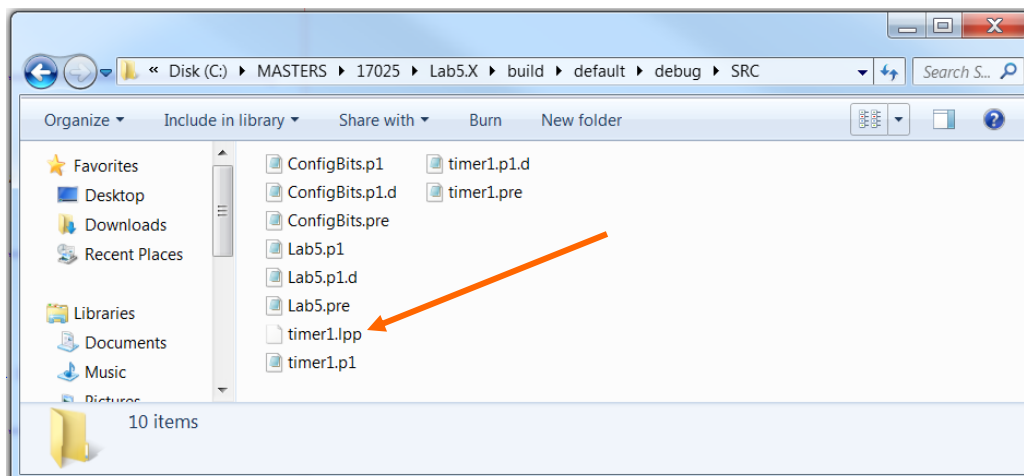 « Disk (C:) ▸ MASTERS ▸ 17025 ▸ Lab5.X ▸ build ▸ default ▸ debug ▸ SRC
Search S...
Organize Include in library Share with Burn New folder
Favorites
Desktop
Downloads
Recent Places
Libraries
Documents
Music
Pictures
ConfigBits.p1
ConfigBits.p1.d
ConfigBits.pre
Lab5.p1
Lab5.p1.d
Lab5.pre
timer1.lpp
timer1.p1
timer1.p1.d
timer1.pre
10 items